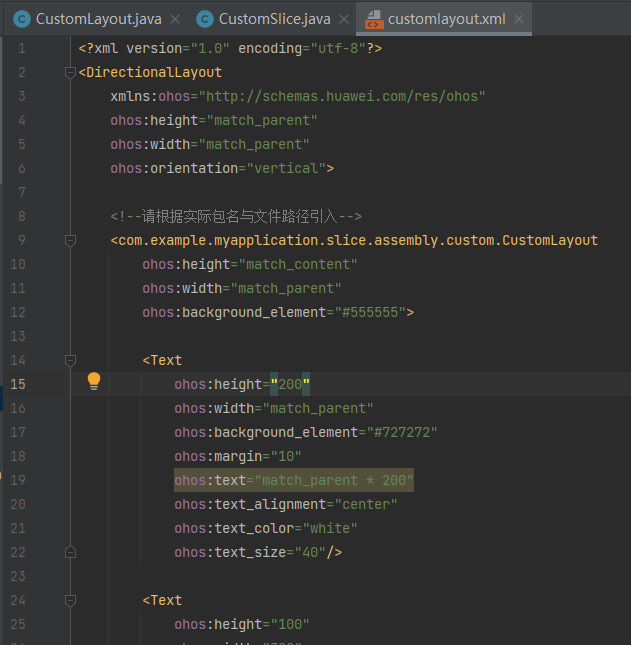 CustomLayout.java CustomSlice.java customlayout.xml
1 <?xml version="1.0" encoding="utf-8"?>
2 <DirectionalLayout
3 xmlns:ohos="http://schemas.huawei.com/res/ohos"
4 ohos:height="match_parent"
5 ohos:width="match_parent"
6 ohos:orientation="vertical">
7
8 <!--请根据实际包名与文件路径引入-->
9 <com.example.myapplication.slice.assembly.custom.CustomLayout
10 ohos:height="match_content"
11 ohos:width="match_parent"
12 ohos:background_element="#555555">
13
14 <Text
15 ohos:height="200"
16 ohos:width="match_parent"
17 ohos:background_element="#727272"
18 ohos:margin="10"
19 ohos:text="match_parent * 200"
20 ohos:text_alignment="center"
21 ohos:text_color="white"
22 ohos:text_size="40"/>
23
24 <Text
25 ohos:height="100"